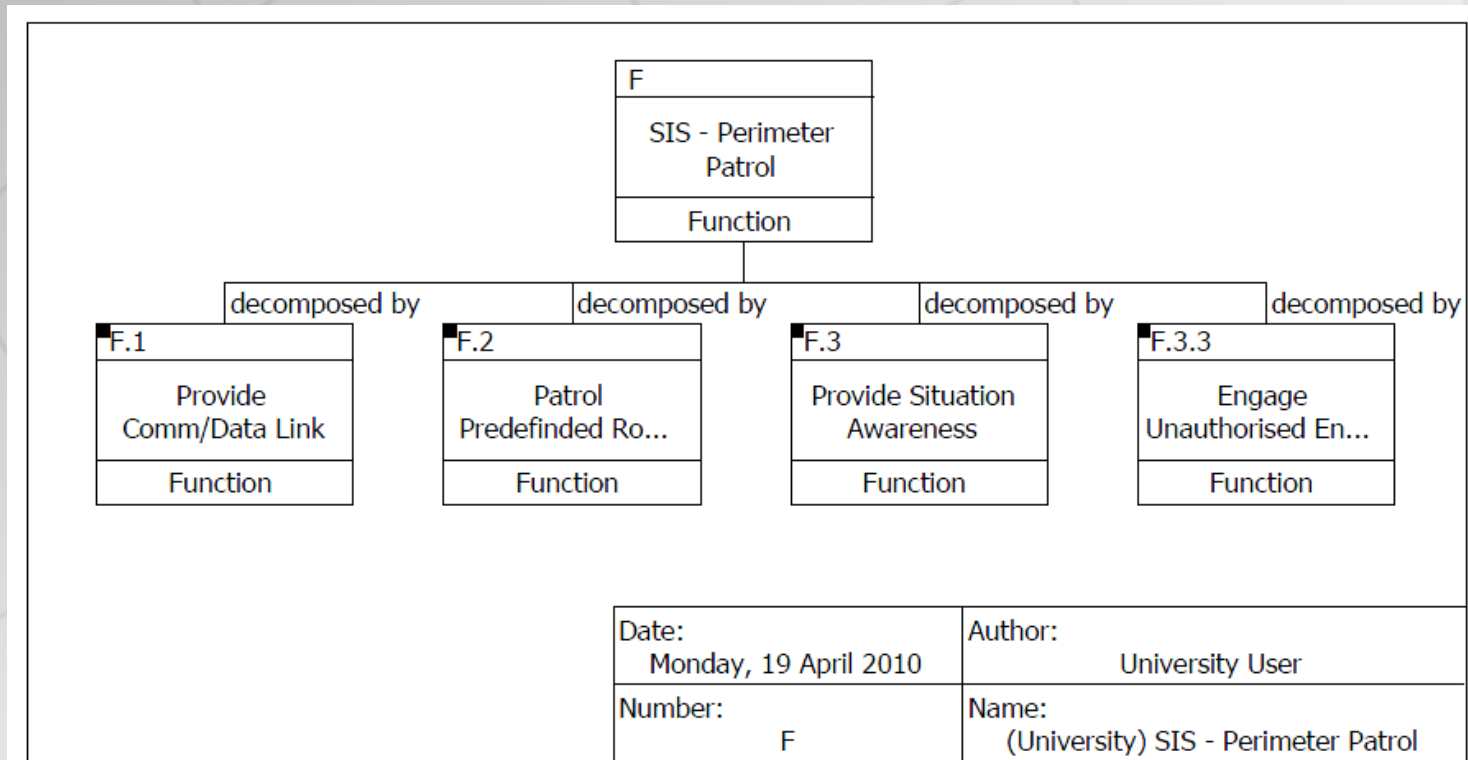 F
SIS - Perimeter
Patrol
Function
decomposed by
decomposed by
decomposed by
decomposed by
F.1
Provide
Comm/Data Link
Function
F.2
Patrol
Predefinded Ro...
Function
F.3
Provide Situation
Awareness
Function
F.3.3
Engage
Unauthorised En...
Function
Date:
Monday, 19 April 2010
Author:
University User
Number:
F
Name:
(University) SIS - Perimeter Patrol